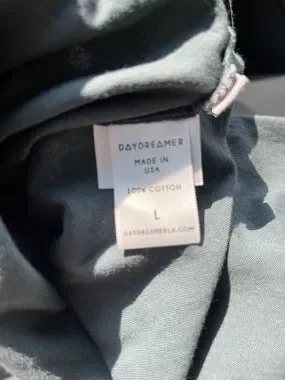 DAYDREAMER
MADE IN
USA
100% COTTON
L
DAYDREAMERLA.COM